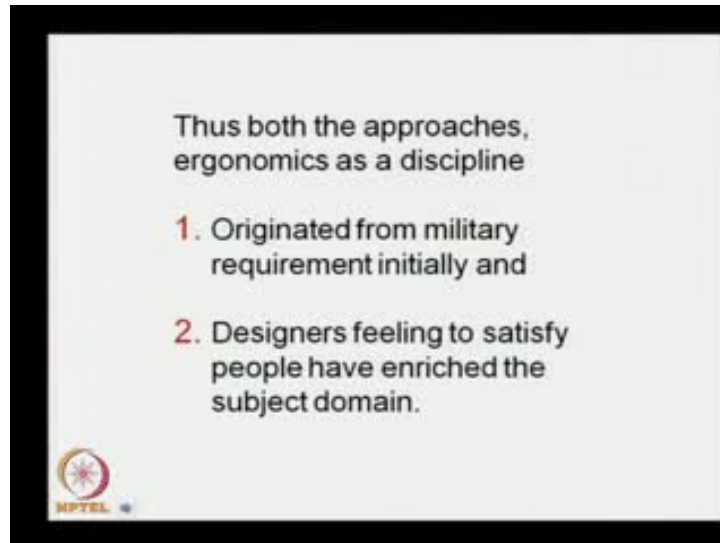 Thus both the approaches,
ergonomics as a discipline
1. Originated from military
requirement initially and
2. Designers feeling to satisfy
people have enriched the
subject domain.
NPTEL